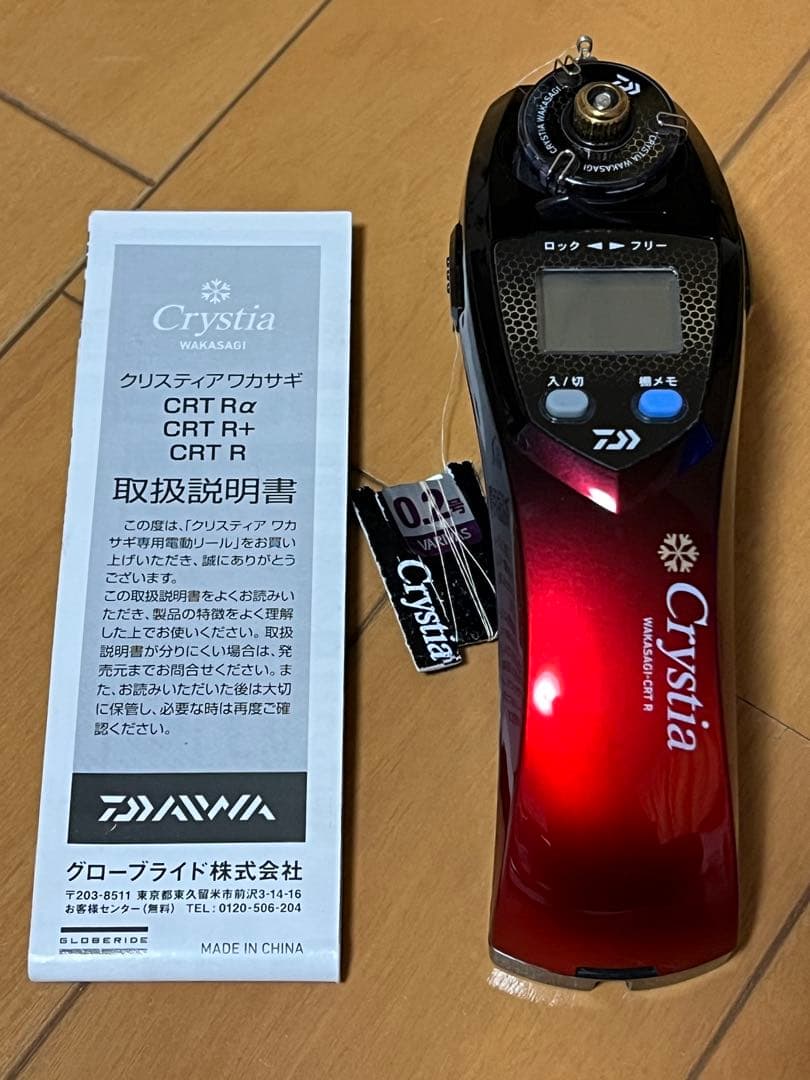 Crystia
WAKASAGI
クリスティア ワカサギ
CRT Rα
CRT R+
CRT R
取扱説明書
この度は、「クリスティア ワカ
サギ専用電動リール」をお買い
上げいただき、誠にありがとう
ございます。
この取扱説明書をよくお読みい
ただき、製品の特徴をよく理解
した上でお使いください。取扱
説明書が分りにくい場合は、発
売元までお問合せください。ま
た、お読みいただいた後は大切
に保管し、必要な時は再度ご確
認ください。
DAIWA
グローブライド株式会社
〒203-8511 東京都東久留米市前沢3-14-16
お客様センター(無料) TEL:0120-506-204
GLOBERIDE
MADE IN CHINA
CRYSTIA WAKASAGI
CRYSTIA WAKASAGI
ロック ◀ ▶ フリー
入/切
棚メモ
Crystia
WAKASAGI-CRT R
0.2号
VARIVAS
Crystia